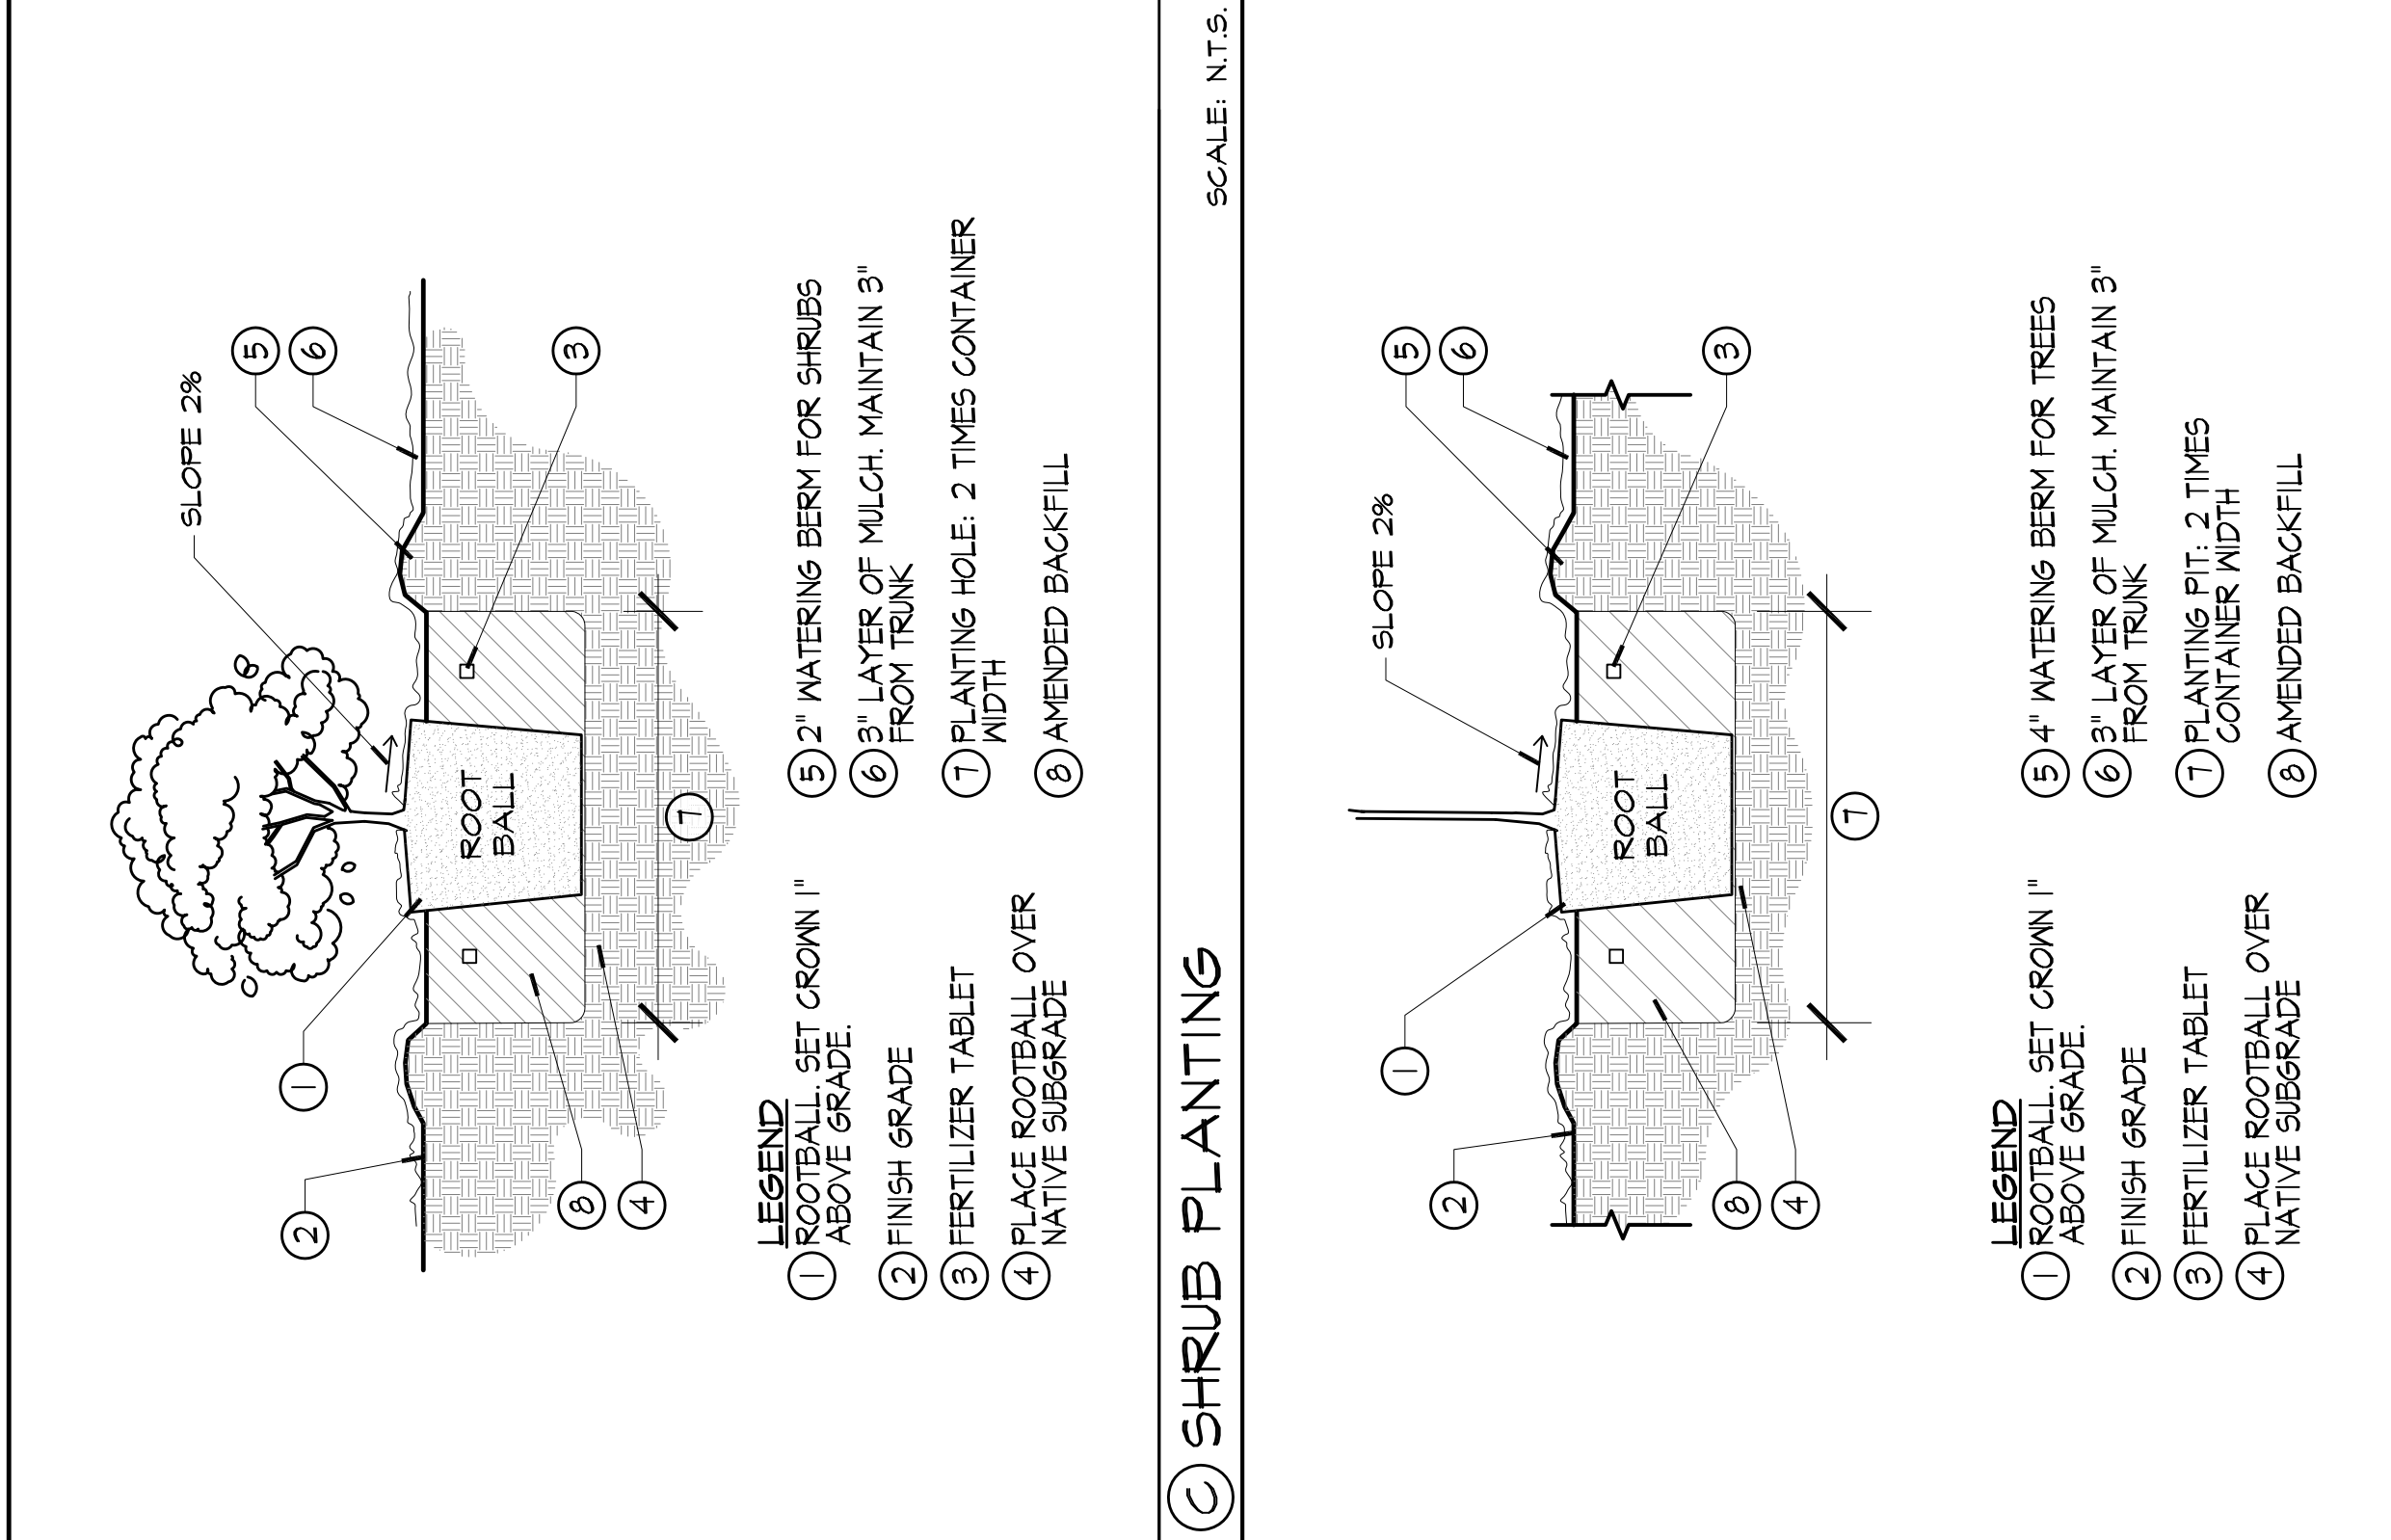 SLOPE 2%
5
6
3
1
2
8
4
7
ROOT
BALL
LEGEND
1 ROOTBALL. SET CROWN 1"
ABOVE GRADE.
2 FINISH GRADE
3 FERTILIZER TABLET
4 PLACE ROOTBALL OVER
NATIVE SUBGRADE
5 2" WATERING BERM FOR SHRUBS
6 3" LAYER OF MULCH. MAINTAIN 3"
FROM TRUNK
7 PLANTING HOLE: 2 TIMES CONTAINER
WIDTH
8 AMENDED BACKFILL
C SHRUB PLANTING
SCALE: N.T.S.
SLOPE 2%
5
6
3
1
2
8
4
7
ROOT
BALL
LEGEND
1 ROOTBALL. SET CROWN 1"
ABOVE GRADE.
2 FINISH GRADE
3 FERTILIZER TABLET
4 PLACE ROOTBALL OVER
NATIVE SUBGRADE
5 4" WATERING BERM FOR TREES
6 3" LAYER OF MULCH. MAINTAIN 3"
FROM TRUNK
7 PLANTING PIT: 2 TIMES
CONTAINER WIDTH
8 AMENDED BACKFILL